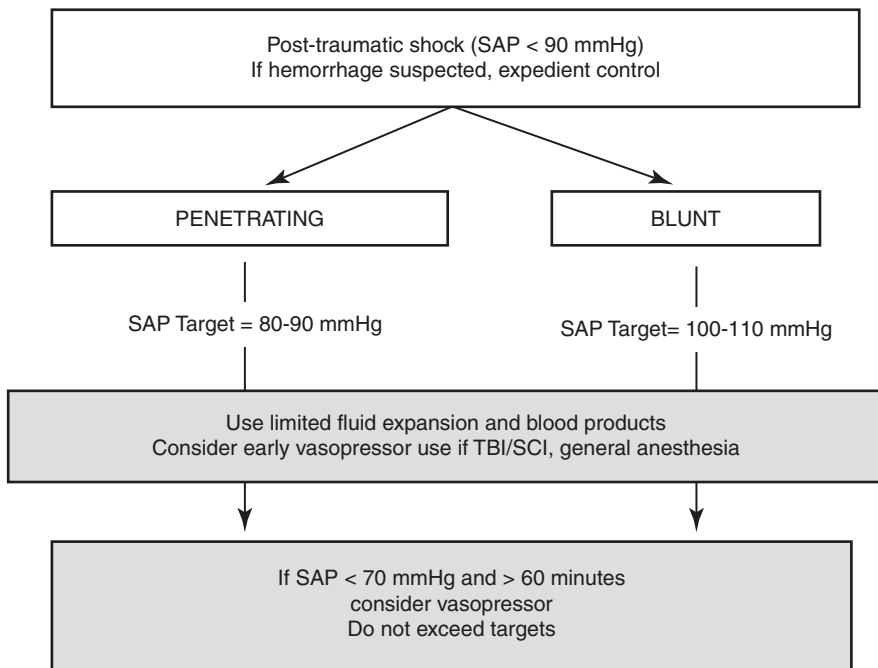 Post-traumatic shock (SAP < 90 mmHg)
If hemorrhage suspected, expedient control
PENETRATING
BLUNT
SAP Target = 80-90 mmHg
SAP Target= 100-110 mmHg
Use limited fluid expansion and blood products
Consider early vasopressor use if TBI/SCI, general anesthesia
If SAP < 70 mmHg and > 60 minutes
consider vasopressor
Do not exceed targets